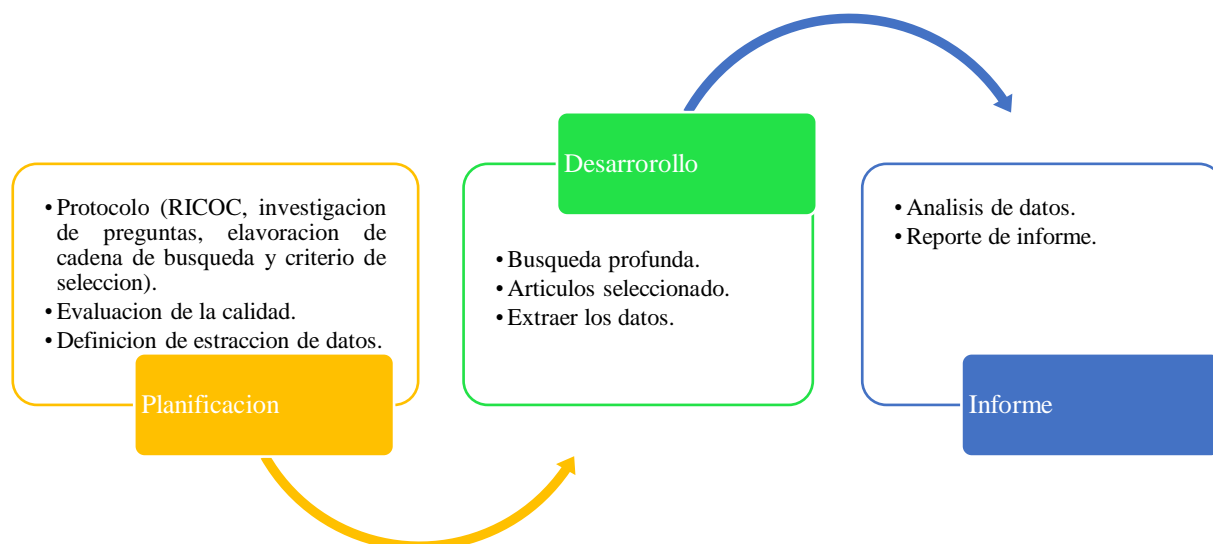 • Protocolo (RICOC, investigacion
de preguntas, elavoracion de
cadena de busqueda y criterio de
seleccion).
• Evaluacion de la calidad.
• Definicion de estraccion de datos.
Planificacion
Desarrorollo
• Busqueda profunda.
• Articulos seleccionado.
• Extraer los datos.
• Analisis de datos.
• Reporte de informe.
Informe